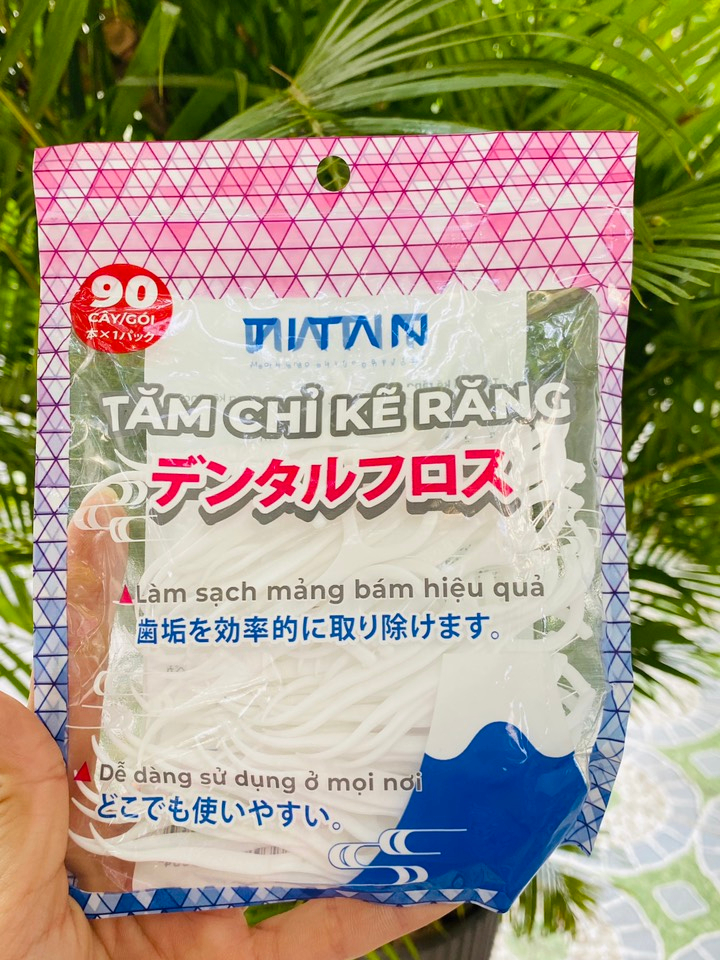 90
CÂY/GÓI
本×1パック
TĂM CHỈ KẼ RĂNG
デンタルフロス
Làm sạch mảng bám hiệu quả
歯垢を効率的に取り除けます。
Dễ dàng sử dụng ở mọi nơi
どこでも使いやすい。